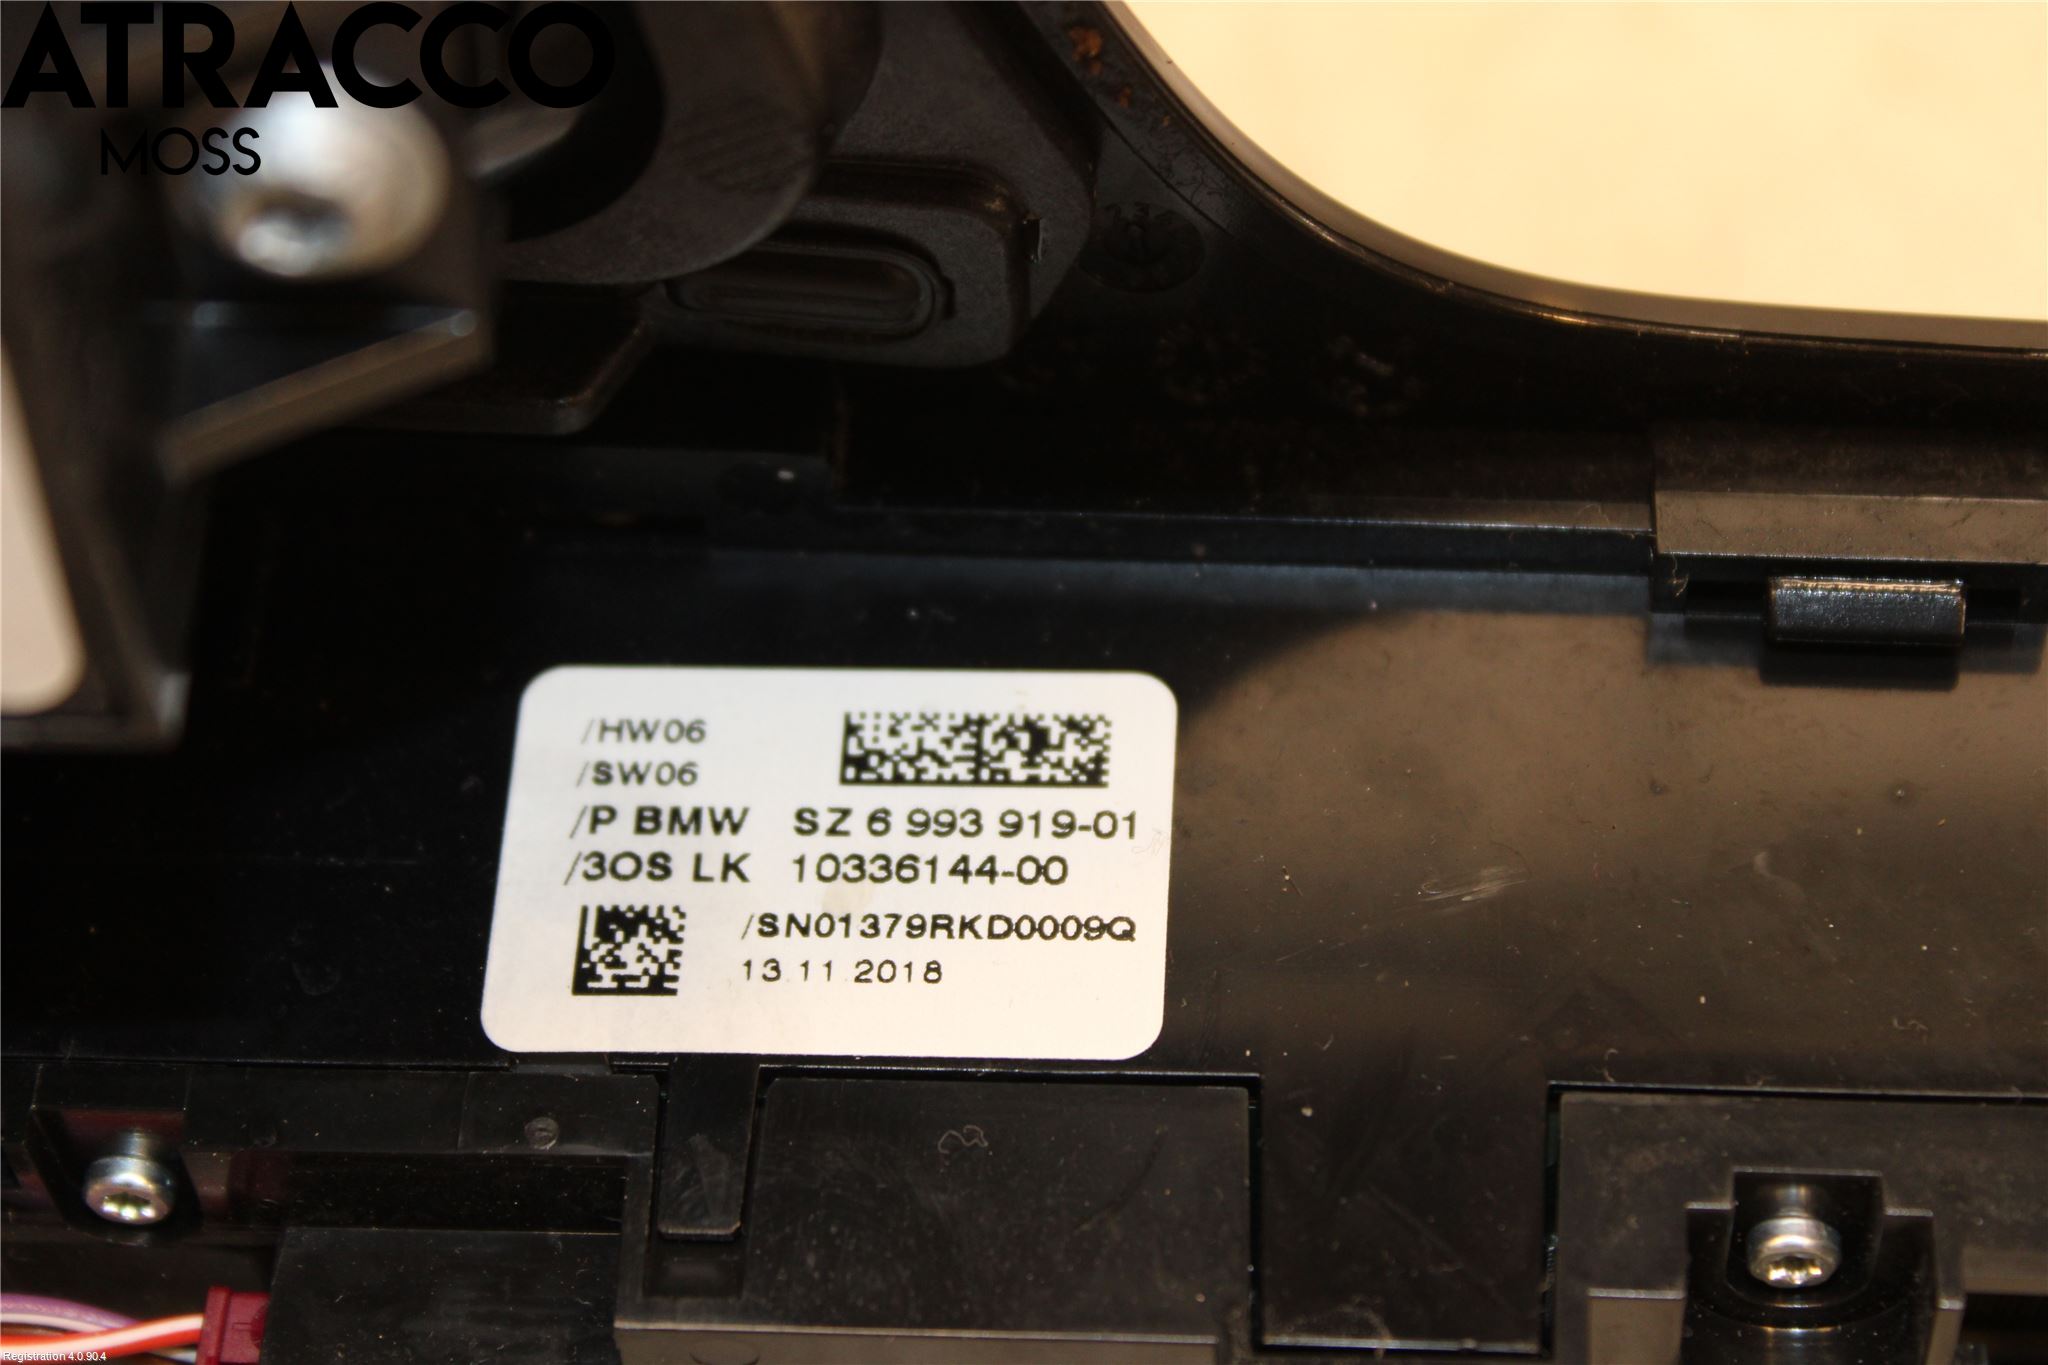 ATRACCO
MOSS
/HW06
/SW06
/P BMW SZ 6 993 919-01
/3OS LK 10336144-00
/SN01379RKD0009Q
13.11.2018
Registration 4.0.90.4